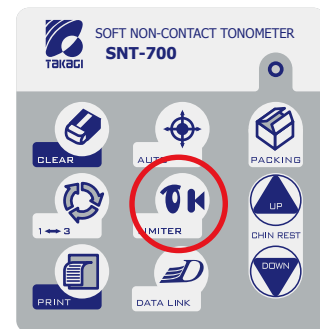 SOFT NON-CONTACT TONOMETER
TAKAGI
SNT-700
CLEAR
AUTO
PACKING
UP
1 ↔ 3
LIMITER
CHIN REST
DOWN
PRINT
DATA LINK